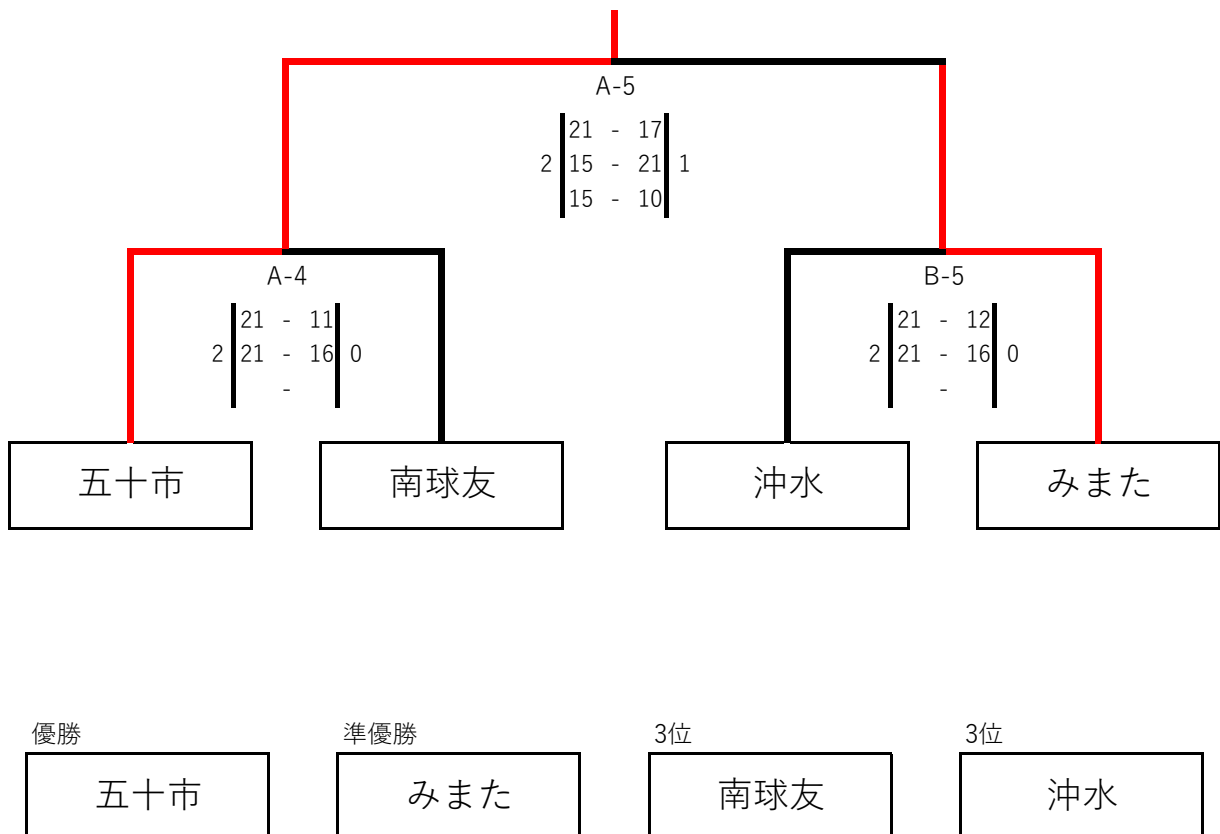 A-5
21 - 17
2 15 - 21 1
15 - 10
A-4
21 - 11
2 21 - 16 0
-
B-5
21 - 12
2 21 - 16 0
-
五十市
南球友
沖水
みまた
優勝
準優勝
3位
3位
五十市
みまた
南球友
沖水